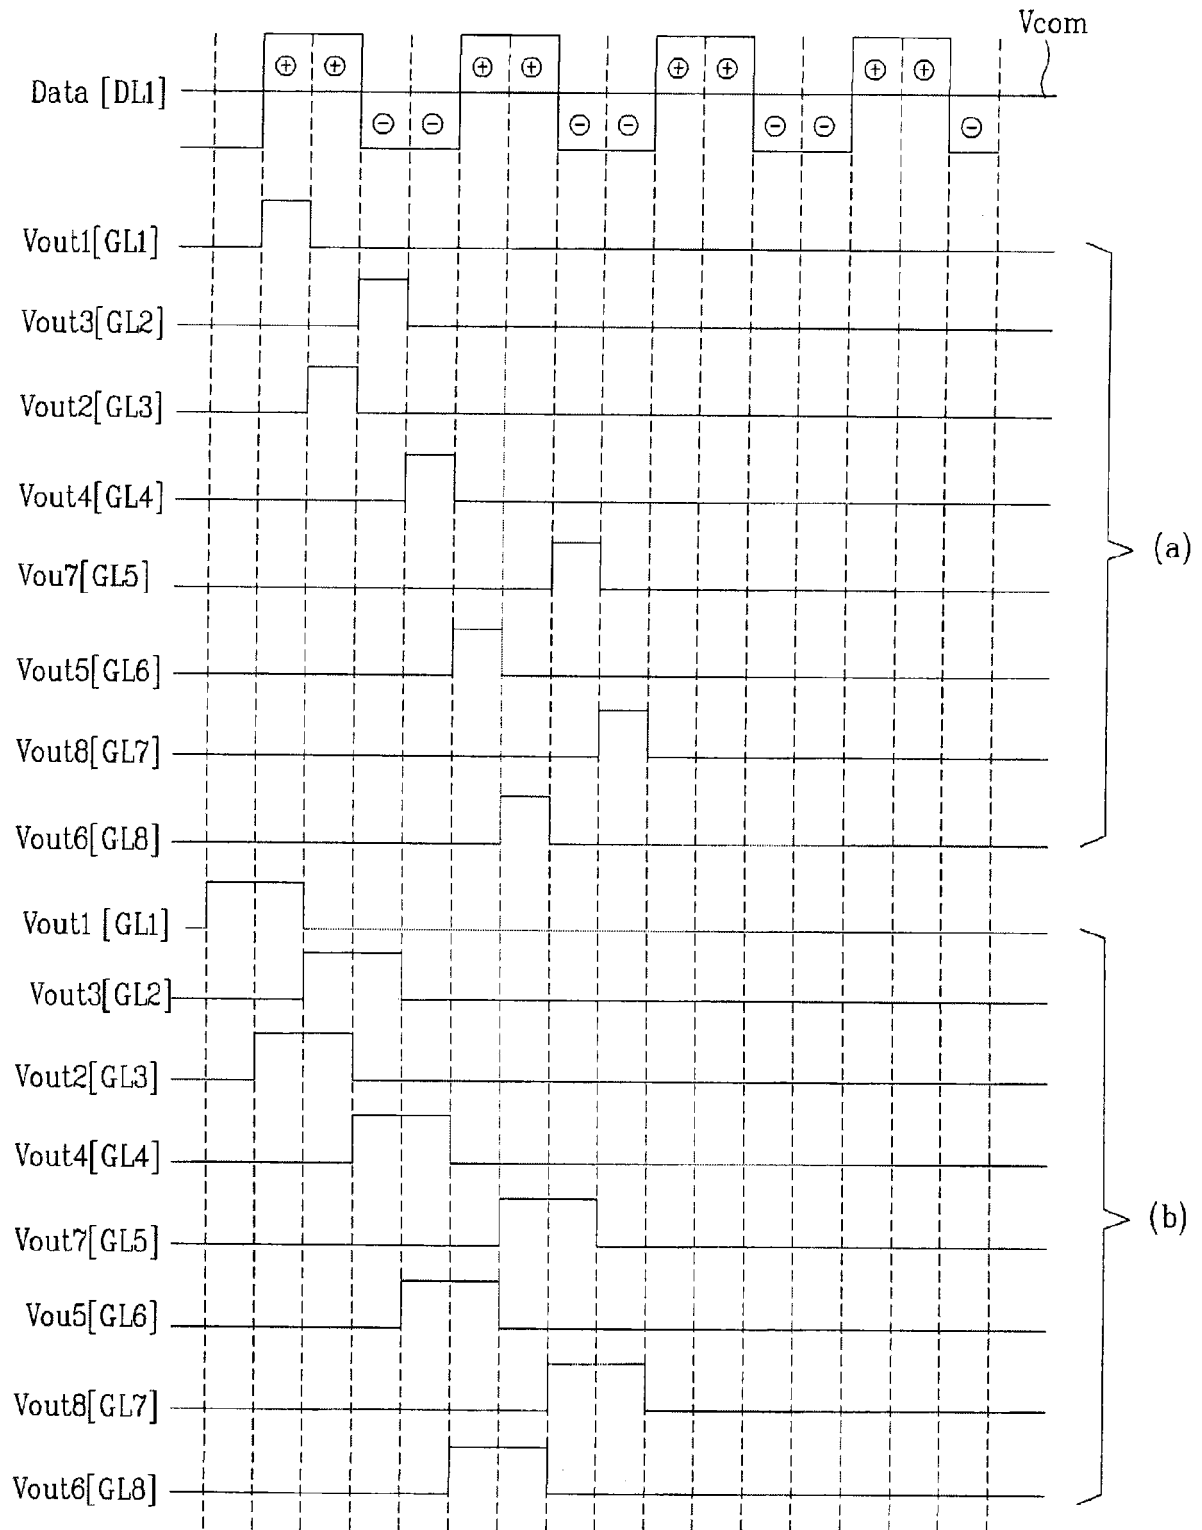 Vcom
Data [DL1]
⊕ ⊕ ⊕ ⊕ ⊕ ⊕ ⊕ ⊕
⊖ ⊖ ⊖ ⊖ ⊖ ⊖ ⊖
Vout1[GL1]
Vout3[GL2]
Vout2[GL3]
Vout4[GL4]
(a)
Vou7[GL5]
Vout5[GL6]
Vout8[GL7]
Vout6[GL8]
Vout1 [GL1]
Vout3[GL2]
Vout2[GL3]
Vout4[GL4]
(b)
Vout7[GL5]
Vou5[GL6]
Vout8[GL7]
Vout6[GL8]